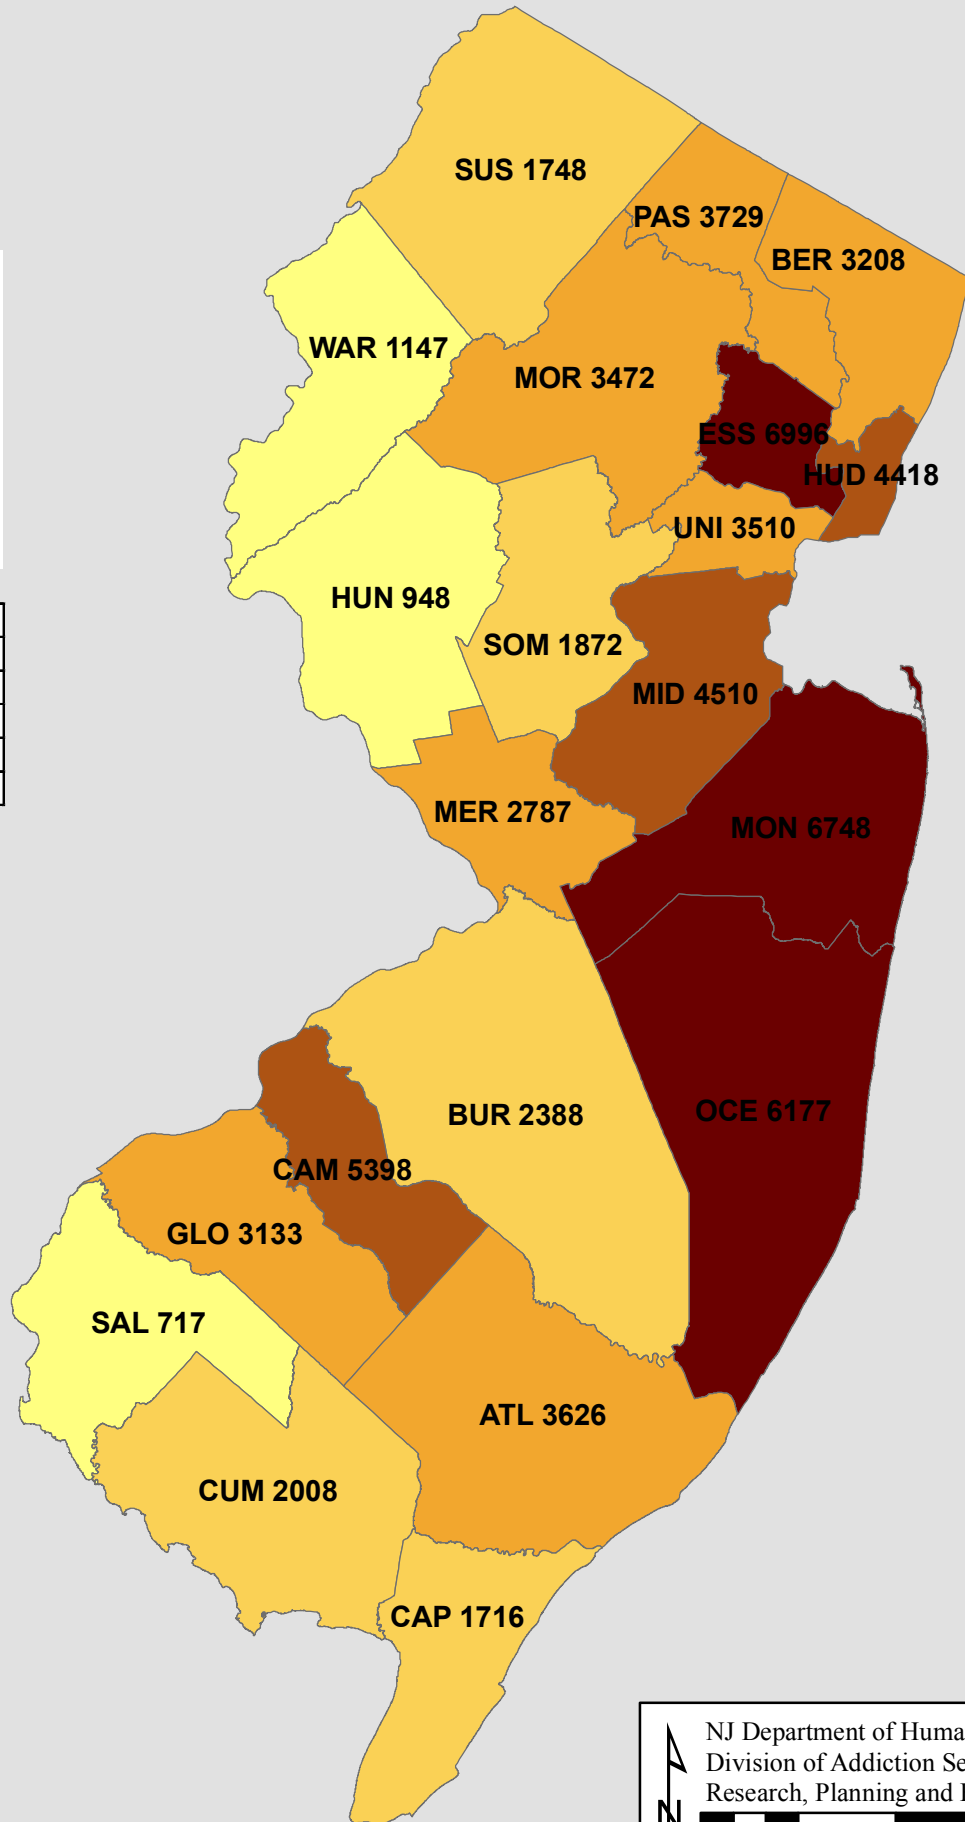 SUS 1748
PAS 3729
BER 3208
WAR 1147
MOR 3472
ESS 6996
HUD 4418
UNI 3510
HUN 948
SOM 1872
MID 4510
MER 2787
MON 6748
OCE 6177
BUR 2388
CAM 5398
GLO 3133
SAL 717
ATL 3626
CUM 2008
CAP 1716
NJ Department of Huma
Division of Addiction Se
Research, Planning and
N